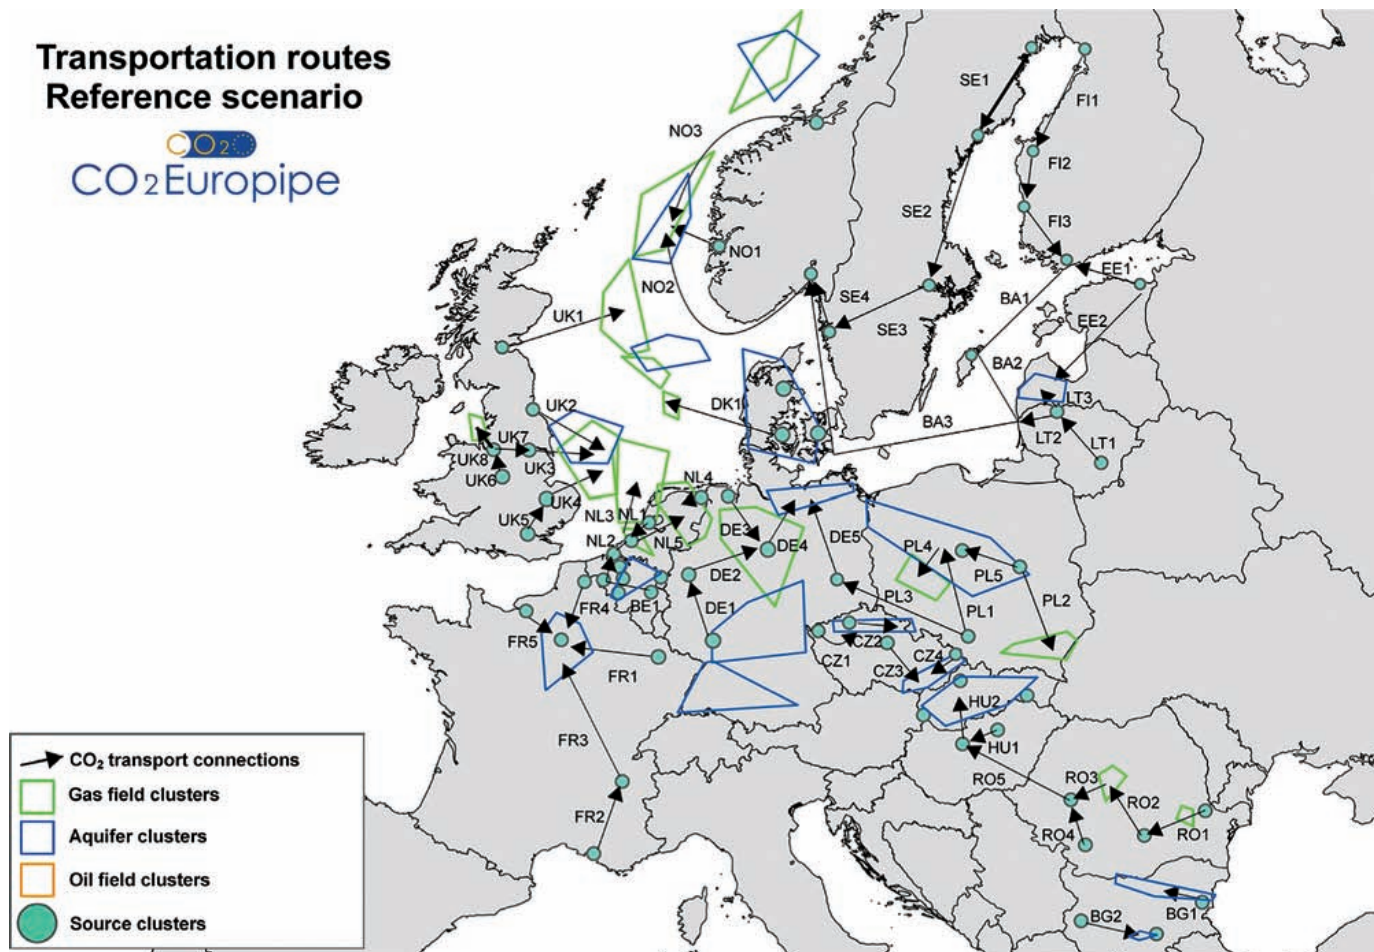 Transportation routes
Reference scenario
CO2
CO2Europipe
NO3
SE1
FI1
FI2
SE2
FI3
NO1
EE1
NO2
SE4
BA1
UK1
SE3
EE2
BA2
DK1
UK2
LT3
BA3
UK7
LT2
UK8
UK3
LT1
UK6
NL4
UK4
NL3
NL1
UK5
DE3
NL2
NL5
DE4
DE5
PL4
DE2
PL5
PL3
PL2
FR4
BE1
DE1
PL1
FR5
CZ2
FR1
CZ1
CZ4
CZ3
HU2
CO₂ transport connections
FR3
HU1
Gas field clusters
RO5
RO3
RO2
FR2
Aquifer clusters
RO4
RO1
Oil field clusters
Source clusters
BG2
BG1